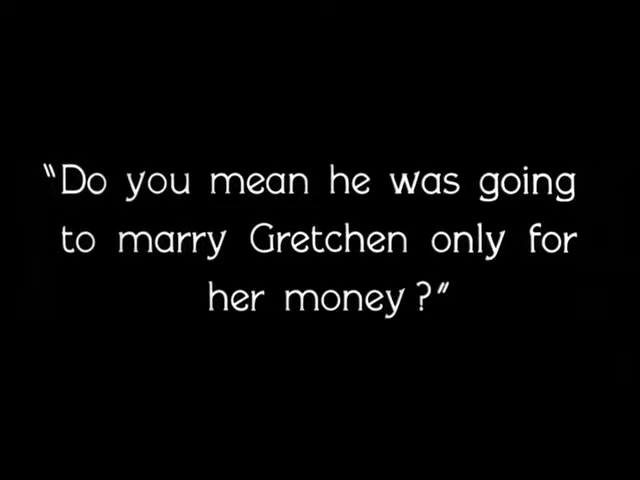 "Do you mean he was going
to marry Gretchen only for
her money?"